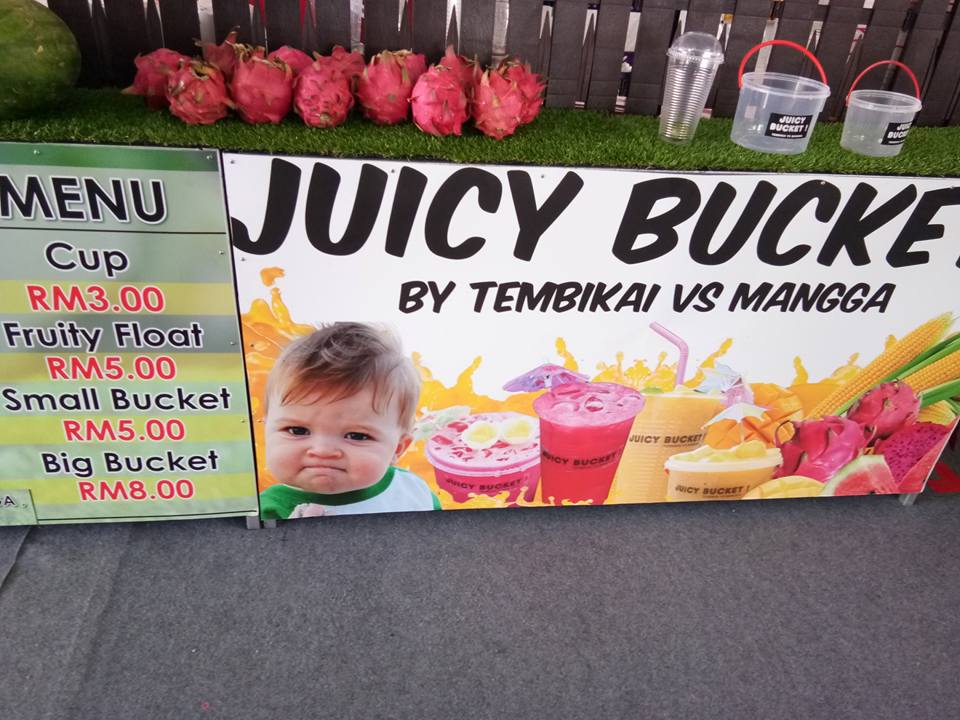 MENU
Cup
RM3.00
Fruity Float
RM5.00
Small Bucket
RM5.00
Big Bucket
RM8.00
JUICY BUCKET
BY TEMBIKAI VS MANGGA
JUICY
BUCKET !
JUICY
JUICY BUCKET !
JUICY BUCKET
JUICY BUCKET
JUICY BUCKET !